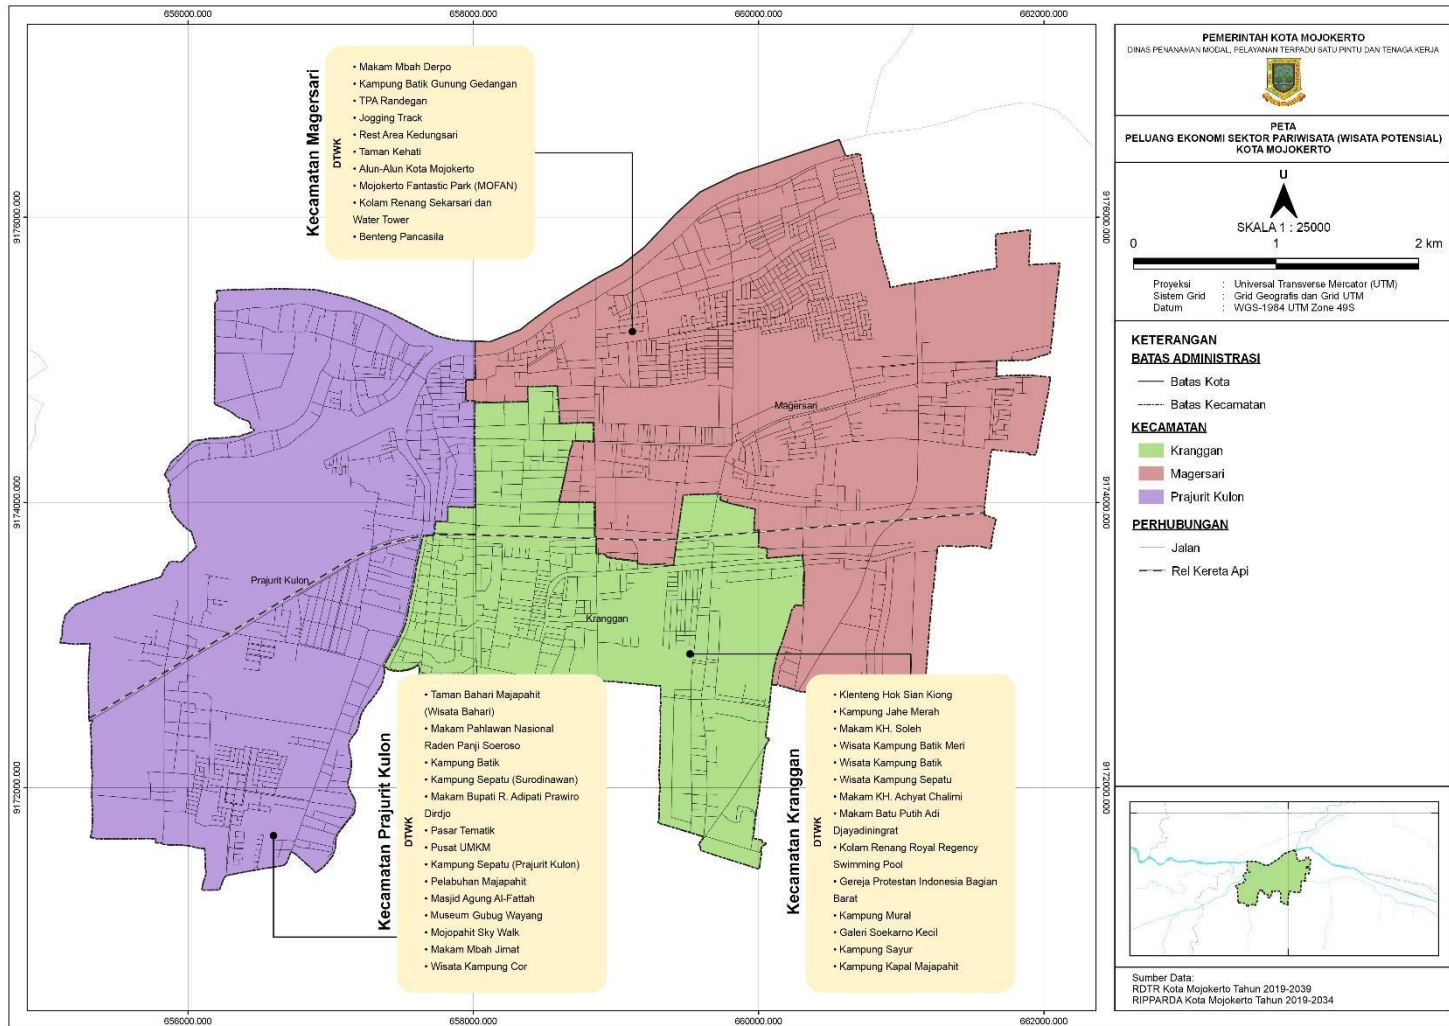 656000.000
658000.000
660000.000
662000.000
9176000.000
9174000.000
9172000.000
9176000.000
9174000.000
9172000.000
Kecamatan Magersari
DTWK
• Makam Mbah Derpo
• Kampung Batik Gunung Gedangan
• TPA Randegan
• Jogging Track
• Rest Area Kedungsari
• Taman Kehati
• Alun-Alun Kota Mojokerto
• Mojokerto Fantastic Park (MOFAN)
• Kolam Renang Sekarsari dan
Water Tower
• Benteng Pancasila
Magersari
Prajurit Kulon
Kranggan
Kecamatan Prajurit Kulon
DTWK
• Taman Bahari Majapahit
(Wisata Bahari)
• Makam Pahlawan Nasional
Raden Panji Soeroso
• Kampung Batik
• Kampung Sepatu (Surodinawan)
• Makam Bupati R. Adipati Prawiro
Dirdjo
• Pasar Tematik
• Pusat UMKM
• Kampung Sepatu (Prajurit Kulon)
• Pelabuhan Majapahit
• Masjid Agung Al-Fattah
• Museum Gubug Wayang
• Mojopahit Sky Walk
• Makam Mbah Jimat
• Wisata Kampung Cor
Kecamatan Kranggan
DTWK
• Klenteng Hok Sian Kiong
• Kampung Jahe Merah
• Makam KH. Soleh
• Wisata Kampung Batik Meri
• Wisata Kampung Batik
• Wisata Kampung Sepatu
• Makam KH. Achyat Chalimi
• Makam Batu Putih Adi
Djayadiningrat
• Kolam Renang Royal Regency
Swimming Pool
• Gereja Protestan Indonesia Bagian
Barat
• Kampung Mural
• Galeri Soekarno Kecil
• Kampung Sayur
• Kampung Kapal Majapahit
656000.000
658000.000
660000.000
662000.000
PEMERINTAH KOTA MOJOKERTO
DINAS PENANAMAN MODAL, PELAYANAN TERPADU SATU PINTU DAN TENAGA KERJA
PETA
PELUANG EKONOMI SEKTOR PARIWISATA (WISATA POTENSIAL)
KOTA MOJOKERTO
U
SKALA 1 : 25000
0 1 2 km
Proyeksi : Universal Transverse Mercator (UTM)
Sistem Grid : Grid Geografis dan Grid UTM
Datum : WGS-1984 UTM Zone 49S
KETERANGAN
BATAS ADMINISTRASI
Batas Kota
Batas Kecamatan
KECAMATAN
Kranggan
Magersari
Prajurit Kulon
PERHUBUNGAN
Jalan
Rel Kereta Api
Sumber Data:
RDTR Kota Mojokerto Tahun 2019-2039
RIPPARDA Kota Mojokerto Tahun 2019-2034